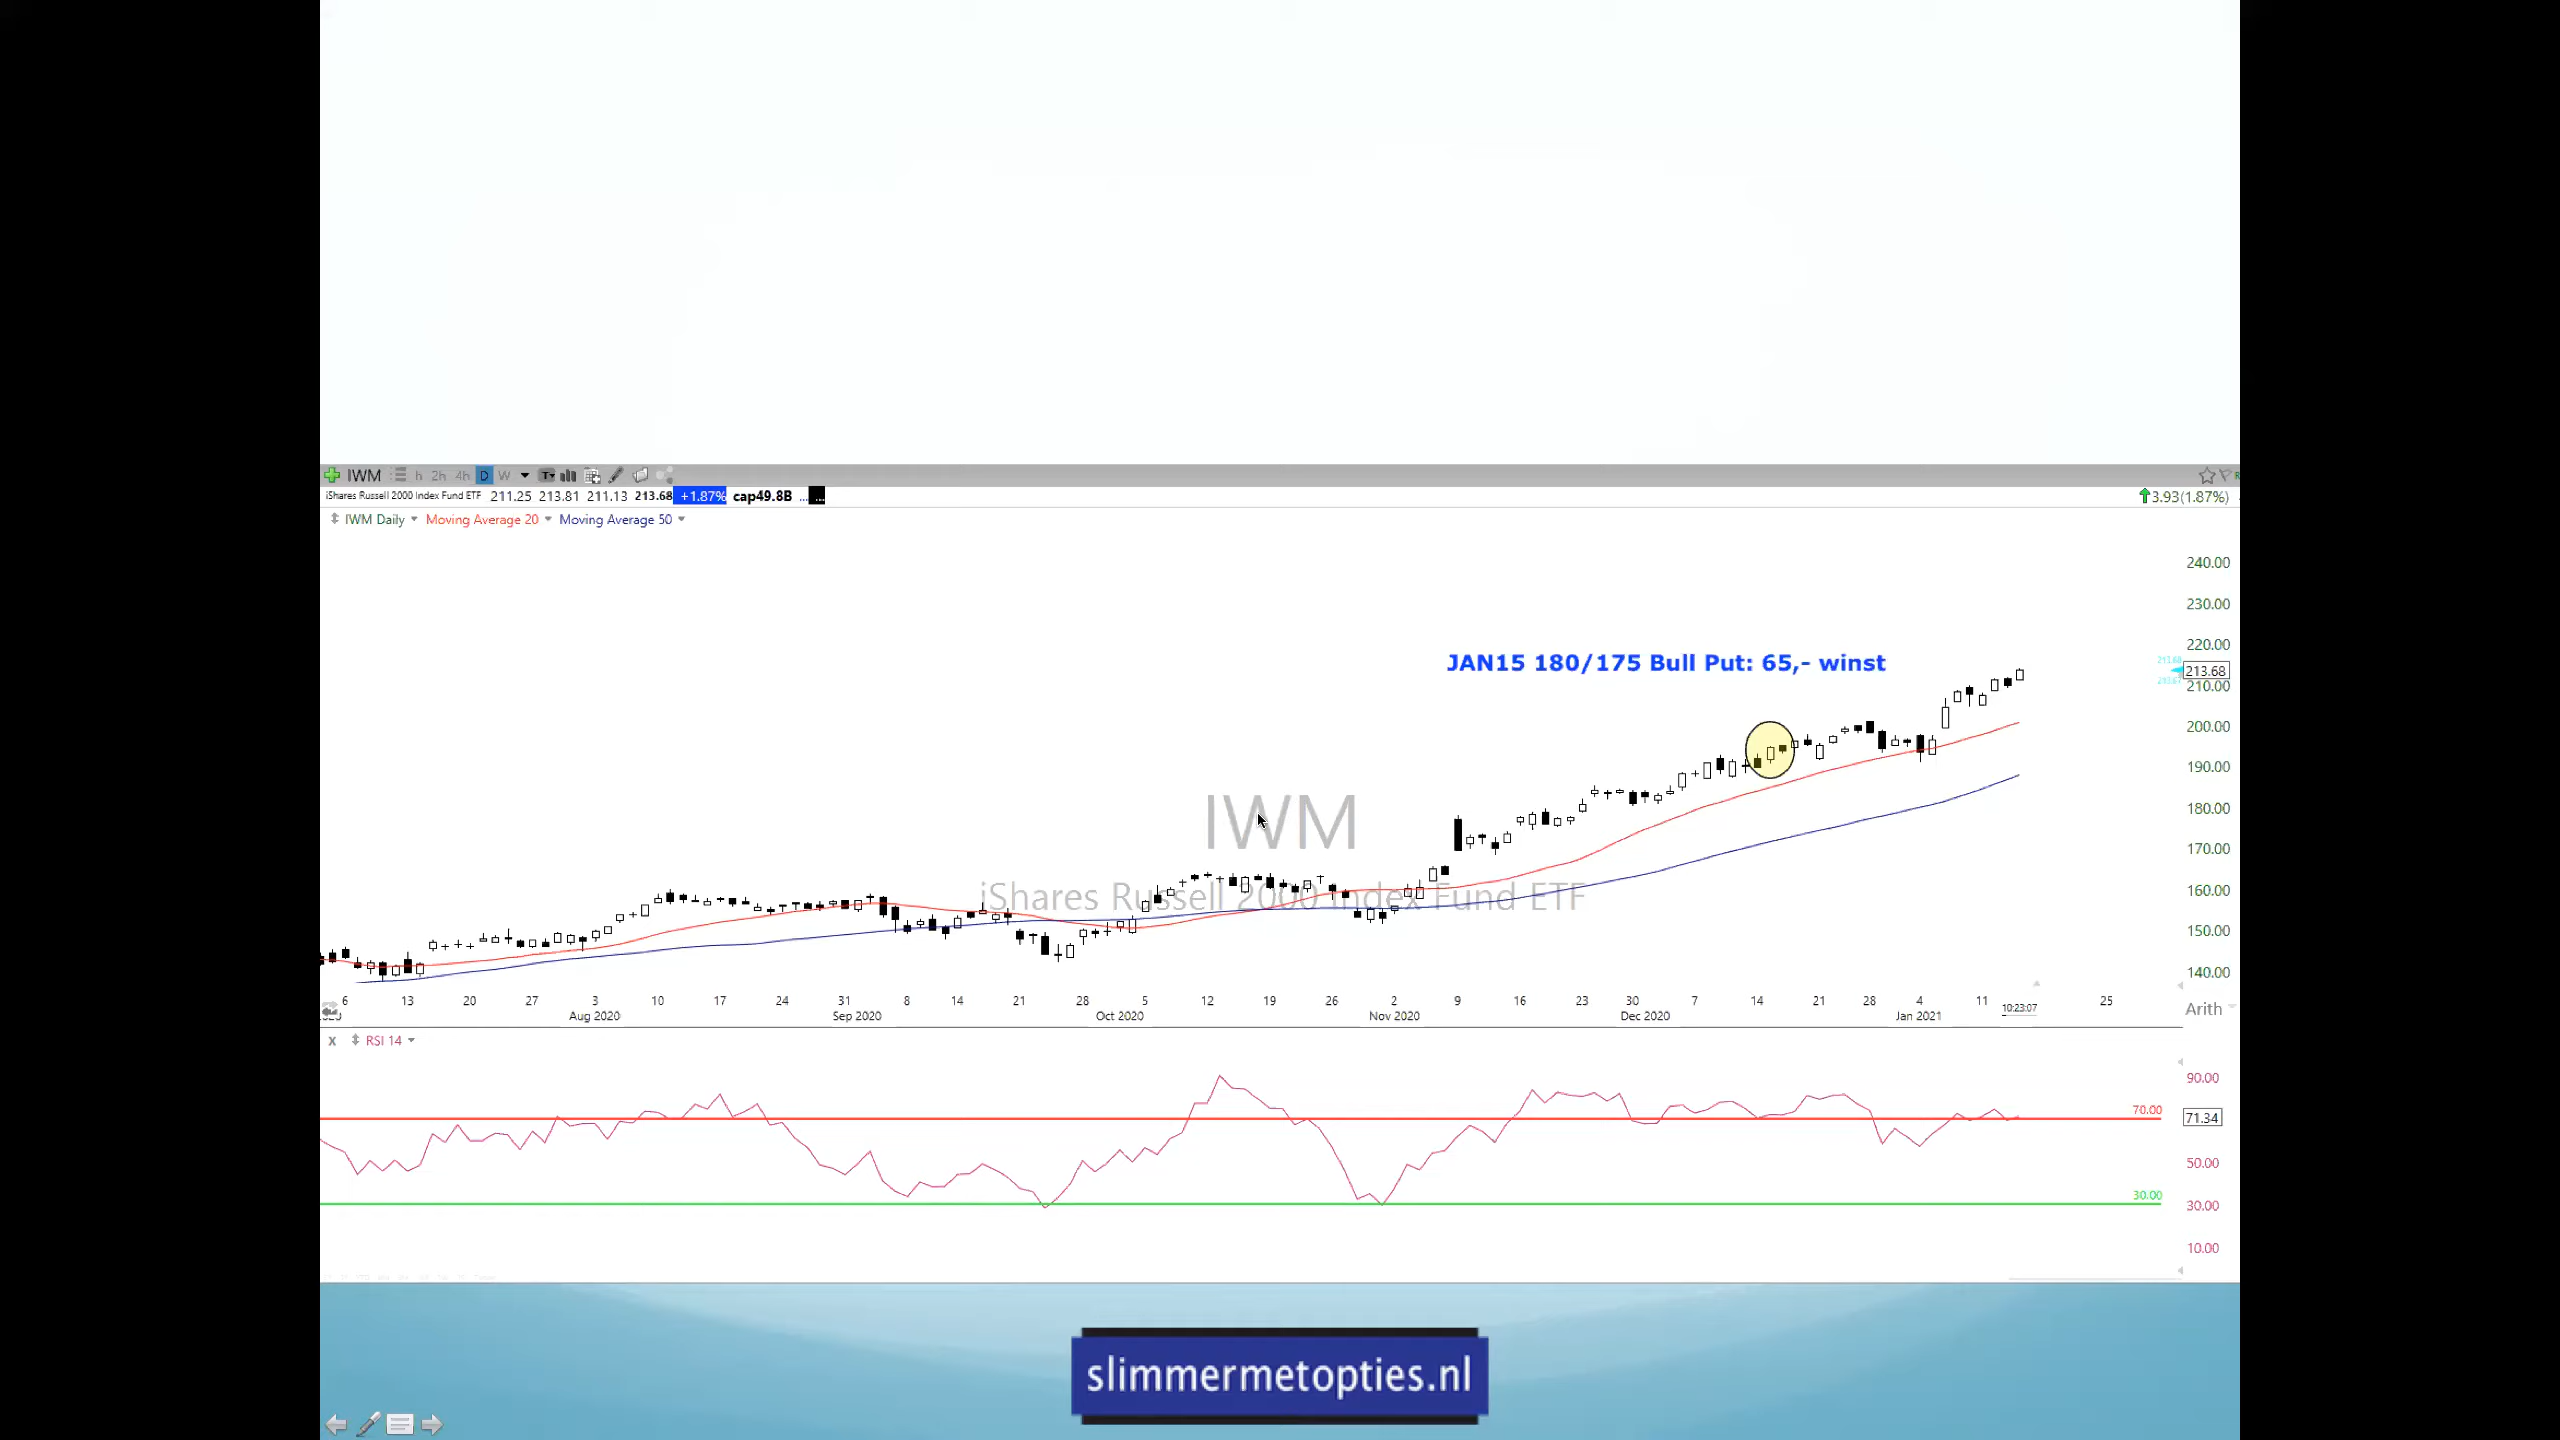 IWM h 2h 4h D W
iShares Russell 2000 Index Fund ETF 211.25 213.81 211.13 213.68 +1.87% cap49.8B ... ...
3.93(1.87%)
IWM Daily Moving Average 20 Moving Average 50
240.00
230.00
220.00
JAN15 180/175 Bull Put: 65,- winst
213.68
210.00
200.00
190.00
180.00
170.00
160.00
150.00
140.00
IWM
iShares Russell 2000 Index Fund ETF
6 13 20 27 3 10 17 24 31 8 14 21 28 5 12 19 26 2 9 16 23 30 7 14 21 28 4 11 10:23:07 25
Aug 2020 Sep 2020 Oct 2020 Nov 2020 Dec 2020 Jan 2021
Arith
x RSI 14
90.00
70.00
71.34
50.00
30.00
30.00
10.00
slimmermetopties.nl